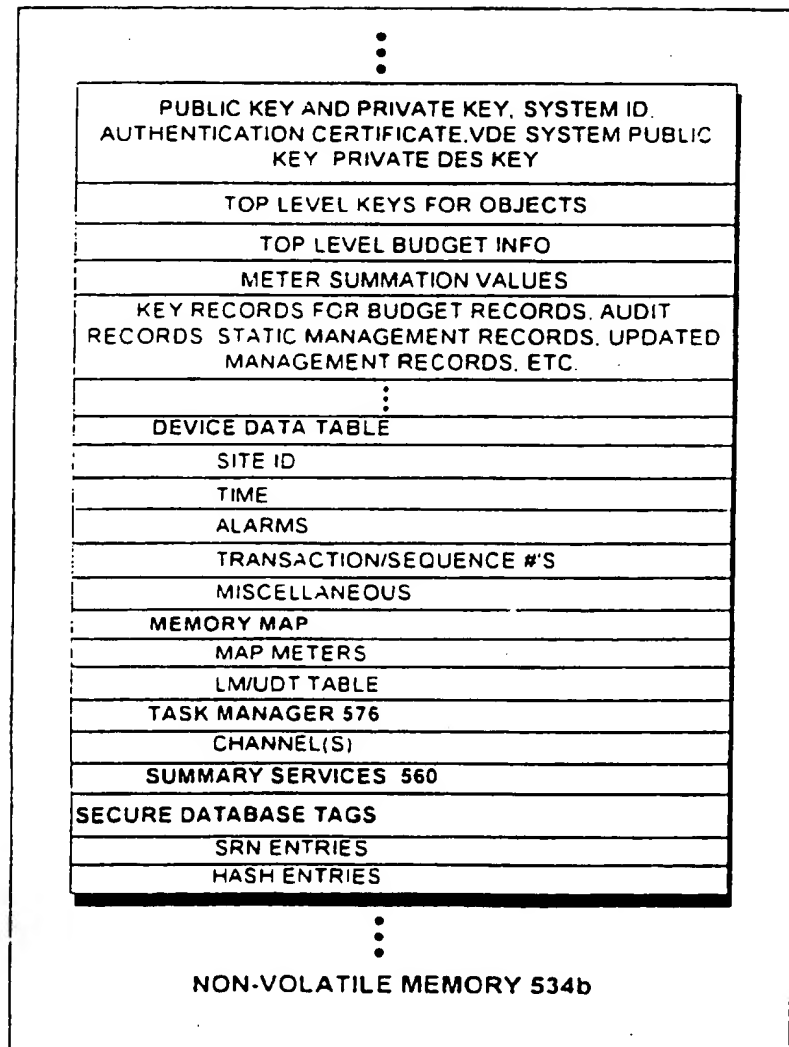 PUBLIC KEY AND PRIVATE KEY, SYSTEM ID.
AUTHENTICATION CERTIFICATE.VDE SYSTEM PUBLIC
KEY PRIVATE DES KEY
TOP LEVEL KEYS FOR OBJECTS
TOP LEVEL BUDGET INFO
METER SUMMATION VALUES
KEY RECORDS FOR BUDGET RECORDS, AUDIT
RECORDS STATIC MANAGEMENT RECORDS, UPDATED
MANAGEMENT RECORDS, ETC.
DEVICE DATA TABLE
SITE ID
TIME
ALARMS
TRANSACTION/SEQUENCE #'S
MISCELLANEOUS
MEMORY MAP
MAP METERS
LM/UDT TABLE
TASK MANAGER 576
CHANNEL(S)
SUMMARY SERVICES 560
SECURE DATABASE TAGS
SRN ENTRIES
HASH ENTRIES
NON-VOLATILE MEMORY 534b